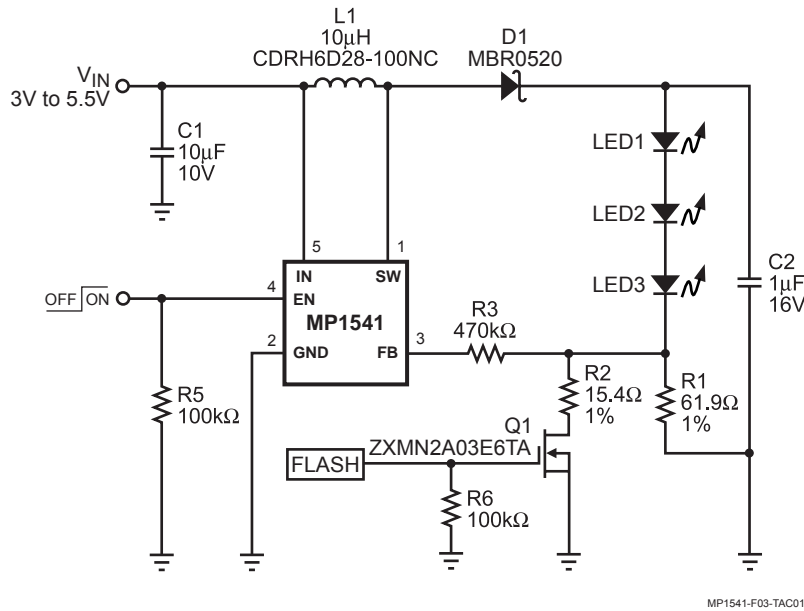 L1
10μH
CDRH6D28-100NC
D1
MBR0520
VIN
3V to 5.5V
C1
10μF
10V
LED1
LED2
LED3
C2
1μF
16V
5
1
IN
SW
4
EN
OFF ON
MP1541
2
GND
FB
3
R3
470kΩ
R5
100kΩ
R2
15.4Ω
1%
R1
61.9Ω
1%
Q1
ZXMN2A03E6TA
FLASH
R6
100kΩ
MP1541-F03-TAC01